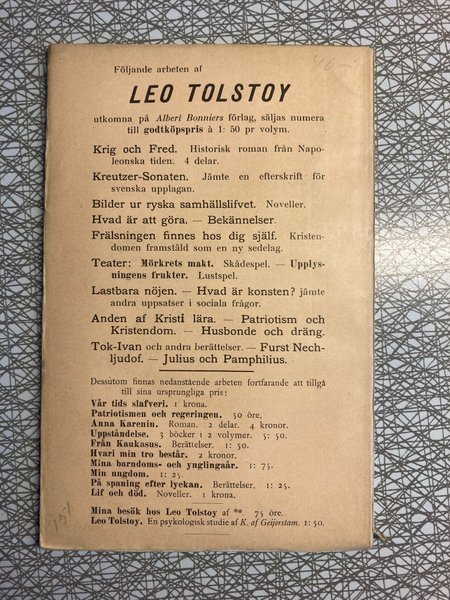 Följande arbeten af
LEO TOLSTOY
utkomna på Albert Bonniers förlag, säljas numera
till godtköpspris à 1: 50 pr volym.
Krig och Fred. Historisk roman från Napo-
leonska tiden. 4 delar.
Kreutzer-Sonaten. Jämte en efterskrift för
svenska upplagan.
Bilder ur ryska samhällslifvet. Noveller.
Hvad är att göra. — Bekännelser.
Frälsningen finnes hos dig själf. Kristen-
domen framstäld som en ny sedelag.
Teater: Mörkrets makt. Skådespel. — Upplys-
ningens frukter. Lustspel.
Lastbara nöjen. — Hvad är konsten? jämte
andra uppsatser i sociala frågor.
Anden af Kristi lära. — Patriotism och
Kristendom. — Husbonde och dräng.
Tok-Ivan och andra berättelser. — Furst Nech-
ljudof. — Julius och Pamphilius.
Dessutom finnas nedanstående arbeten fortfarande att tillgå
till sina ursprungliga pris:
Vår tids slafveri. 1 krona.
Patriotismen och regeringen. 50 öre.
Anna Karenin. Roman. 2 delar. 4 kronor.
Uppståndelse. 3 böcker i 2 volymer. 5: 50.
Från Kaukasus. Berättelser. 1: 50.
Hvari min tro består. 2 kronor.
Mina barndoms- och ynglingaår. 1: 75.
Min ungdom. 1: 25
På spaning efter lyckan. Berättelser. 1: 25.
Lif och död. Noveller. 1 krona.
Mina besök hos Leo Tolstoy af ** 75 öre.
Leo Tolstoy. En psykologisk studie af K. af Geijerstam. 1: 50.
151